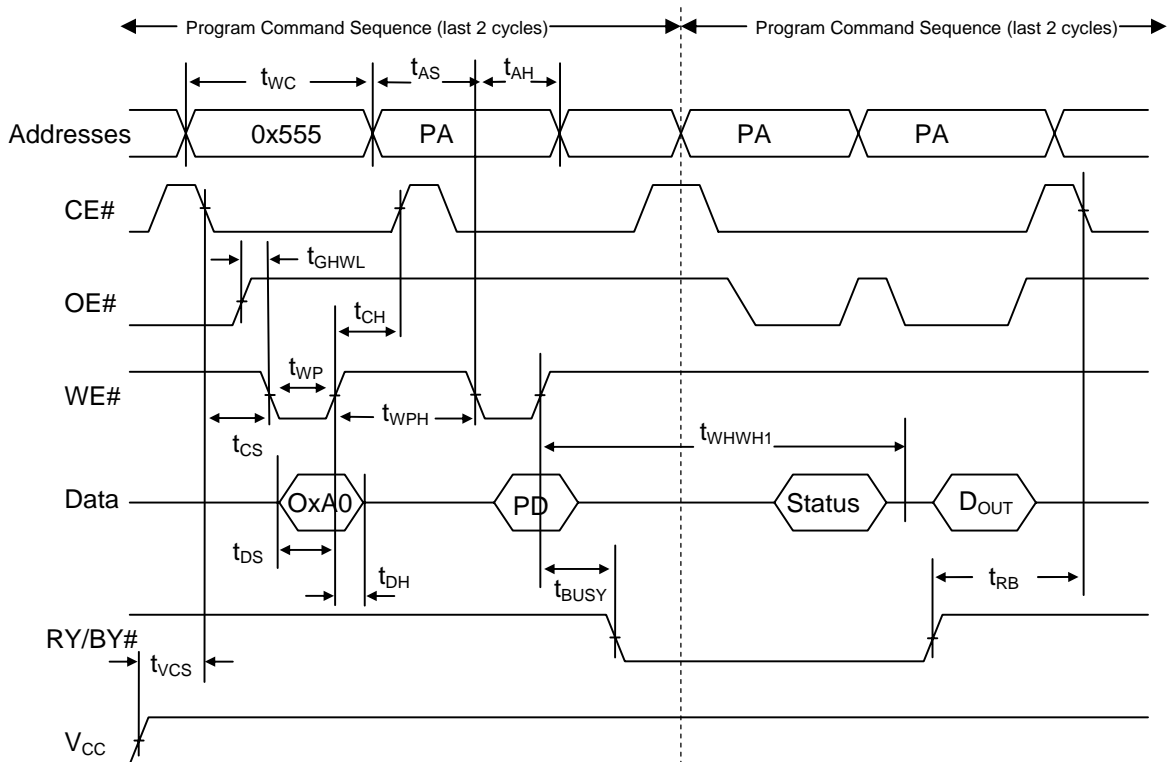 Program Command Sequence (last 2 cycles) Program Command Sequence (last 2 cycles)
tWC tAS tAH
Addresses 0x555 PA PA PA
CE#
tGHWL
OE#
tCH
tWP
WE#
tWPH
tWHWH1
tCS
Data OxA0 PD Status DOUT
tDS
tDH
tBUSY
tRB
RY/BY#
tVCS
VCC